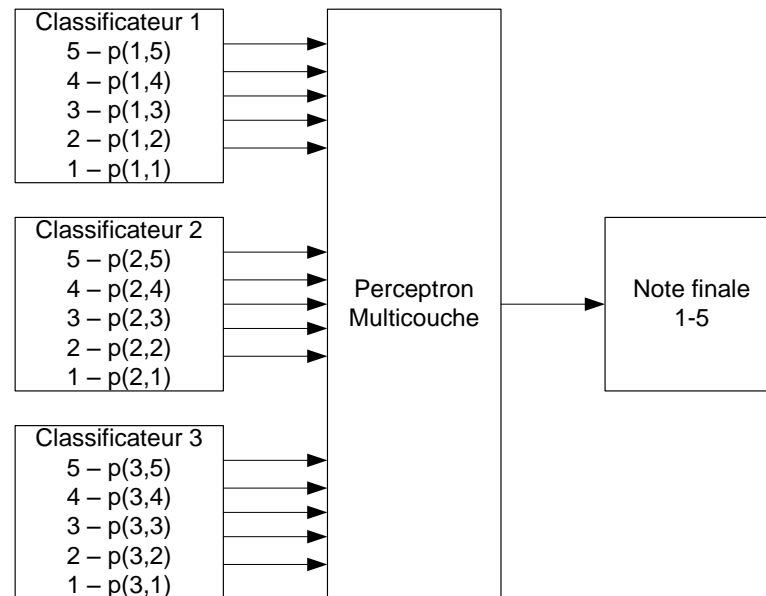 Classificateur 1
5 – p(1,5)
4 – p(1,4)
3 – p(1,3)
2 – p(1,2)
1 – p(1,1)
Classificateur 2
5 – p(2,5)
4 – p(2,4)
3 – p(2,3)
2 – p(2,2)
1 – p(2,1)
Classificateur 3
5 – p(3,5)
4 – p(3,4)
3 – p(3,3)
2 – p(3,2)
1 – p(3,1)
Perceptron
Multicouche
Note finale
1-5